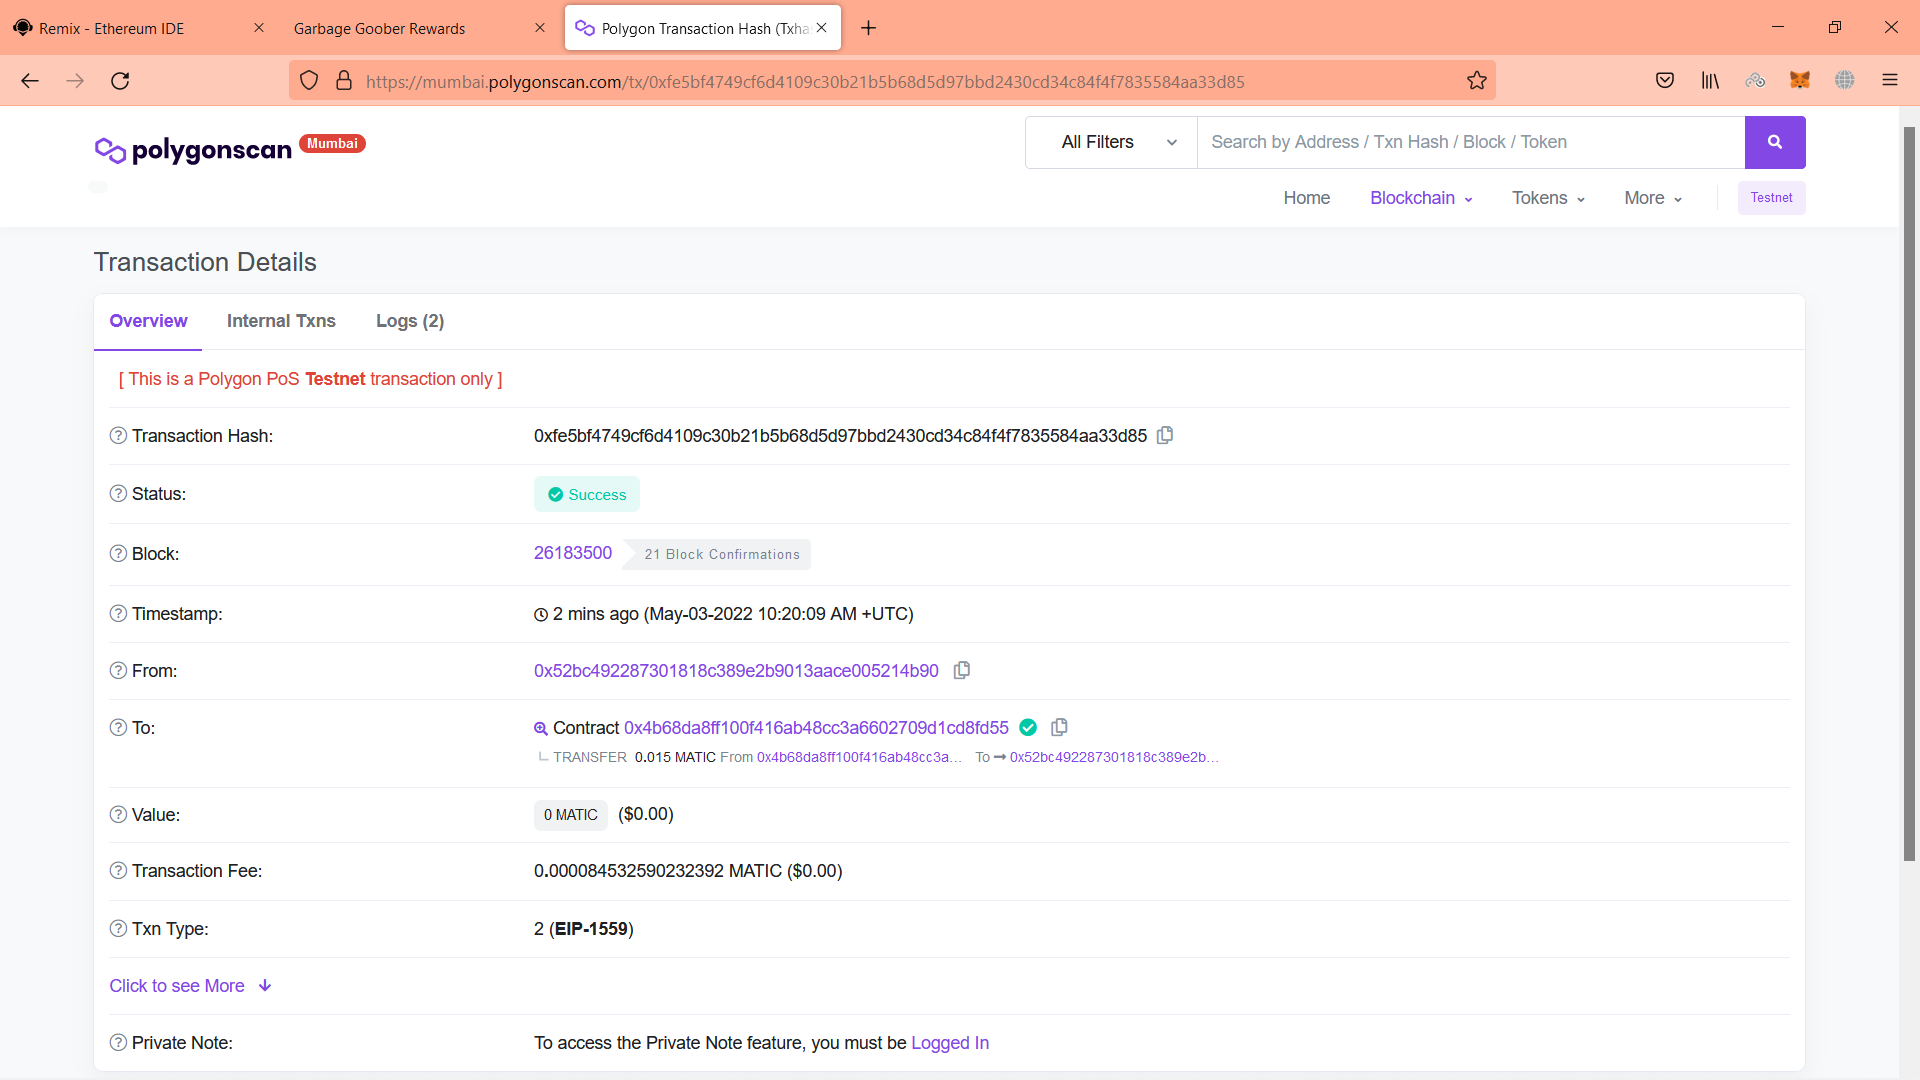 Remix - Ethereum IDE
Garbage Goober Rewards
Polygon Transaction Hash (Txha
https://mumbai.polygonscan.com/tx/0xfe5bf4749cf6d4109c30b21b5b68d5d97bbd2430cd34c84f4f7835584aa33d85
polygonscan Mumbai
All Filters
Search by Address / Txn Hash / Block / Token
Home Blockchain Tokens More Testnet
Transaction Details
Overview Internal Txns Logs (2)
[ This is a Polygon PoS Testnet transaction only ]
Transaction Hash: 0xfe5bf4749cf6d4109c30b21b5b68d5d97bbd2430cd34c84f4f7835584aa33d85
Status: Success
Block: 26183500 21 Block Confirmations
Timestamp: 2 mins ago (May-03-2022 10:20:09 AM +UTC)
From: 0x52bc492287301818c389e2b9013aace005214b90
To: Contract 0x4b68da8ff100f416ab48cc3a6602709d1cd8fd55
TRANSFER 0.015 MATIC From 0x4b68da8ff100f416ab48cc3a... To 0x52bc492287301818c389e2b...
Value: 0 MATIC ($0.00)
Transaction Fee: 0.000084532590232392 MATIC ($0.00)
Txn Type: 2 (EIP-1559)
Click to see More
Private Note: To access the Private Note feature, you must be Logged In